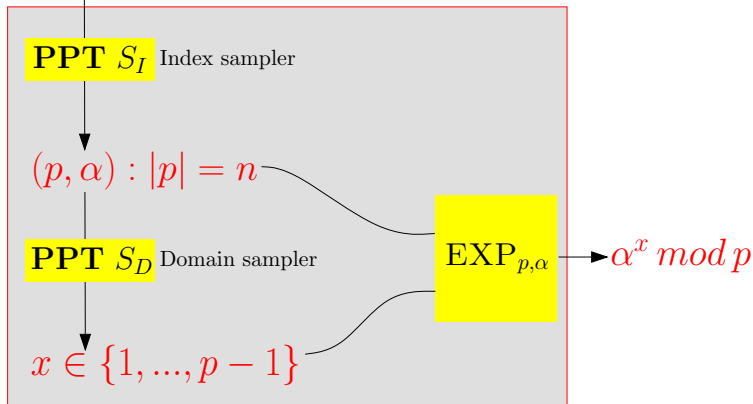 PPT S_I Index sampler
(p, α) : |p| = n
PPT S_D Domain sampler
EXP_{p,α}
α^x mod p
x ∈ {1, ..., p − 1}